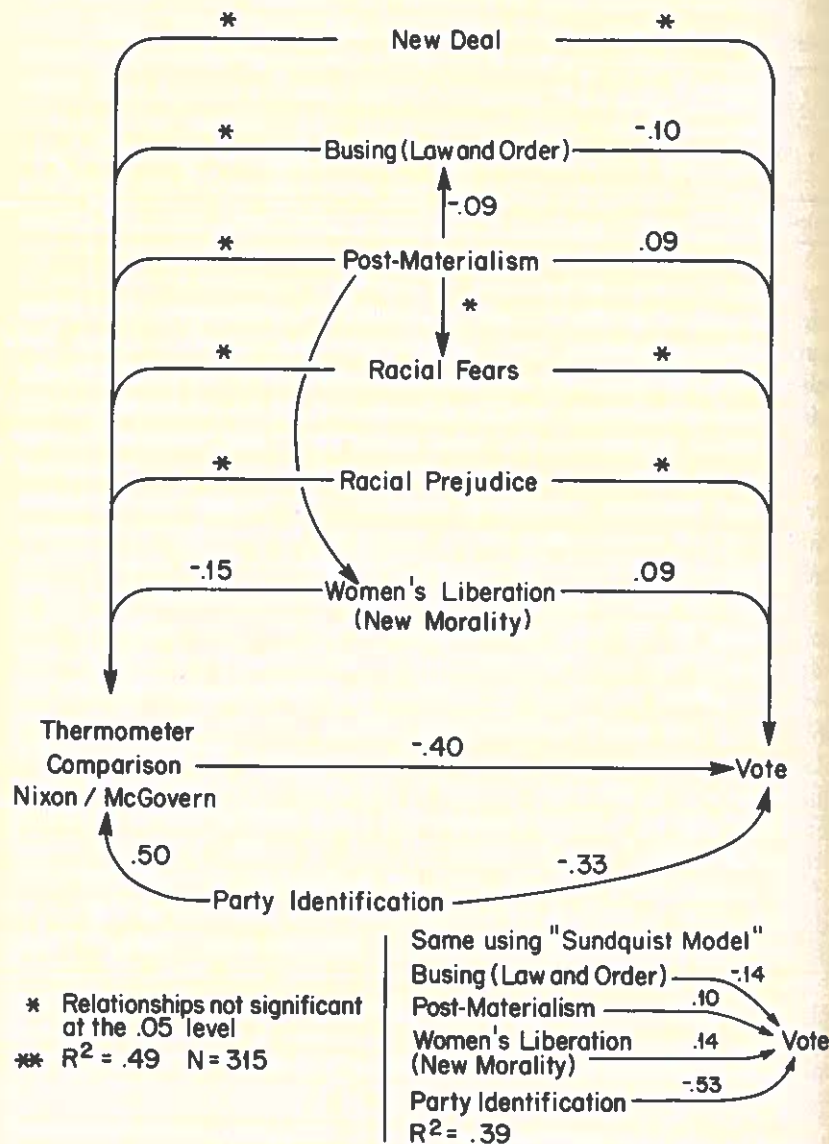 * New Deal *
* Busing (Law and Order) -.10
-.09
* Post-Materialism .09
*
* Racial Fears *
* Racial Prejudice *
-.15 Women's Liberation .09
(New Morality)
Thermometer
Comparison
Nixon / McGovern
-.40
Vote
.50
-.33
Party Identification
* Relationships not significant
at the .05 level
** R² = .49 N = 315
Same using "Sundquist Model"
Busing (Law and Order) -.14
Post-Materialism .10
Women's Liberation .14 Vote
(New Morality)
Party Identification -.53
R² = .39